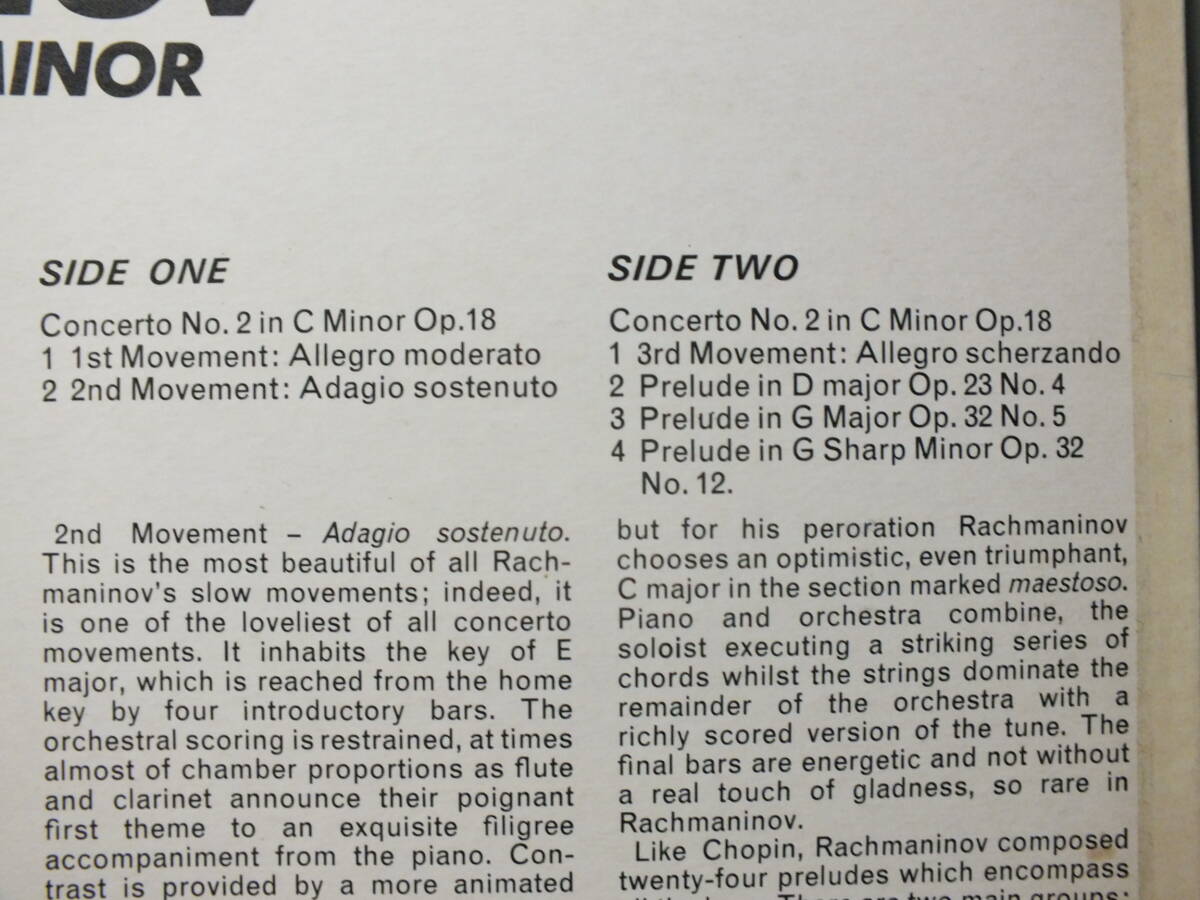 MINOR
SIDE ONE
Concerto No. 2 in C Minor Op.18
1 1st Movement: Allegro moderato
2 2nd Movement: Adagio sostenuto
SIDE TWO
Concerto No. 2 in C Minor Op.18
1 3rd Movement: Allegro scherzando
2 Prelude in D major Op. 23 No. 4
3 Prelude in G Major Op. 32 No. 5
4 Prelude in G Sharp Minor Op. 32
No. 12.
2nd Movement – Adagio sostenuto.
This is the most beautiful of all Rach-
maninov's slow movements; indeed, it
is one of the loveliest of all concerto
movements. It inhabits the key of E
major, which is reached from the home
key by four introductory bars. The
orchestral scoring is restrained, at times
almost of chamber proportions as flute
and clarinet announce their poignant
first theme to an exquisite filigree
accompaniment from the piano. Con-
trast is provided by a more animated
but for his peroration Rachmaninov
chooses an optimistic, even triumphant,
C major in the section marked maestoso.
Piano and orchestra combine, the
soloist executing a striking series of
chords whilst the strings dominate the
remainder of the orchestra with a
richly scored version of the tune. The
final bars are energetic and not without
a real touch of gladness, so rare in
Rachmaninov.
Like Chopin, Rachmaninov composed
twenty-four preludes which encompass
There are two main groups: